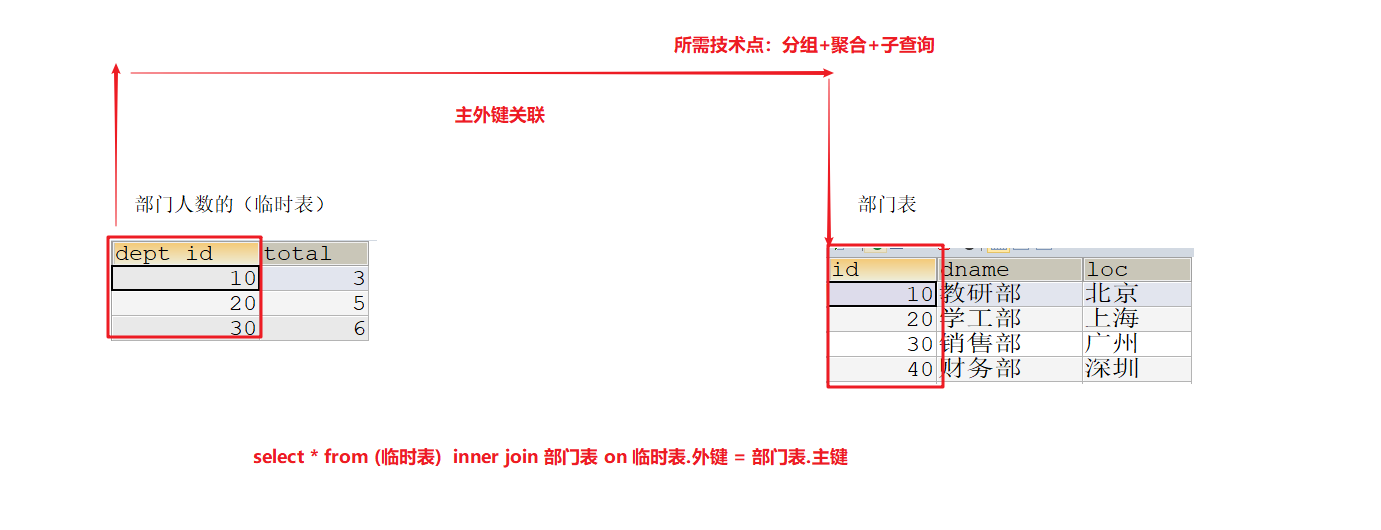 所需技术点：分组+聚合+子查询
主外键关联
部门人数的（临时表）
部门表
dept_id total
10 3
20 5
30 6
id dname loc
10 教研部 北京
20 学工部 上海
30 销售部 广州
40 财务部 深圳
select * from (临时表) inner join 部门表 on 临时表.外键 = 部门表.主键